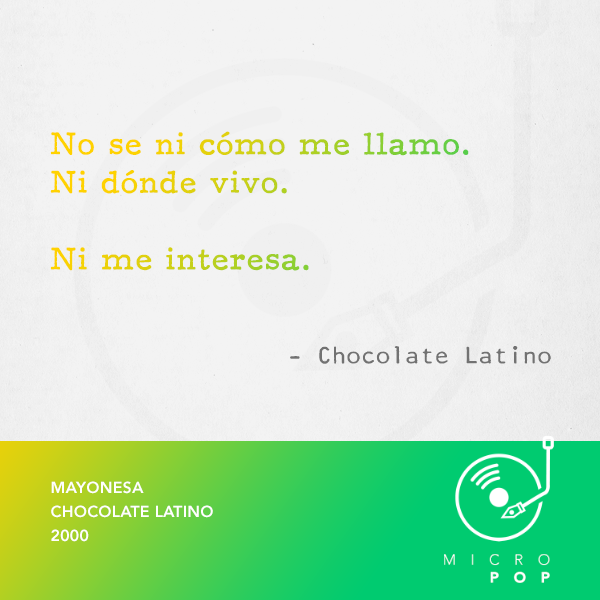 No se ni cómo me llamo.
Ni dónde vivo.
Ni me interesa.
– Chocolate Latino
MAYONESA
CHOCOLATE LATINO
2000
MICRO
POP